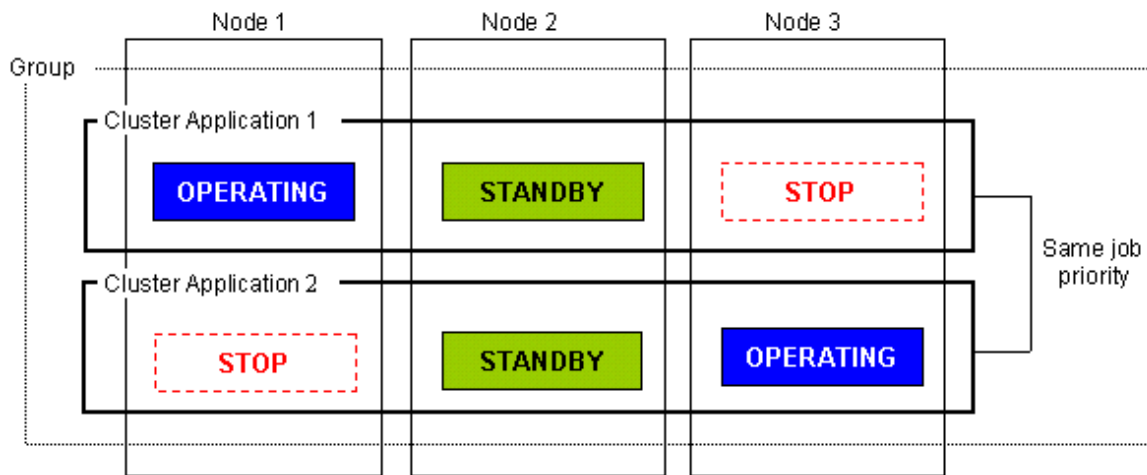 Node 1
Node 2
Node 3
Group
Cluster Application 1
OPERATING
STANDBY
STOP
Same job
priority
Cluster Application 2
STOP
STANDBY
OPERATING